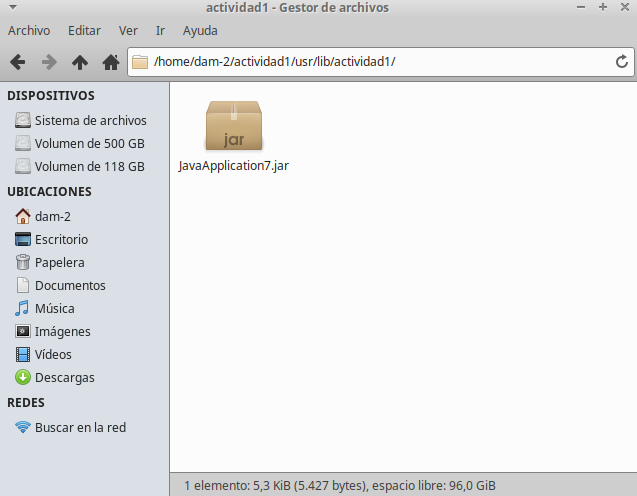 actividad1 - Gestor de archivos
Archivo Editar Ver Ir Ayuda
/home/dam-2/actividad1/usr/lib/actividad1/
DISPOSITIVOS
Sistema de archivos
Volumen de 500 GB
Volumen de 118 GB
UBICACIONES
dam-2
Escritorio
Papelera
Documentos
Música
Imágenes
Vídeos
Descargas
REDES
Buscar en la red
jar
JavaApplication7.jar
1 elemento: 5,3 KiB (5.427 bytes), espacio libre: 96,0 GiB